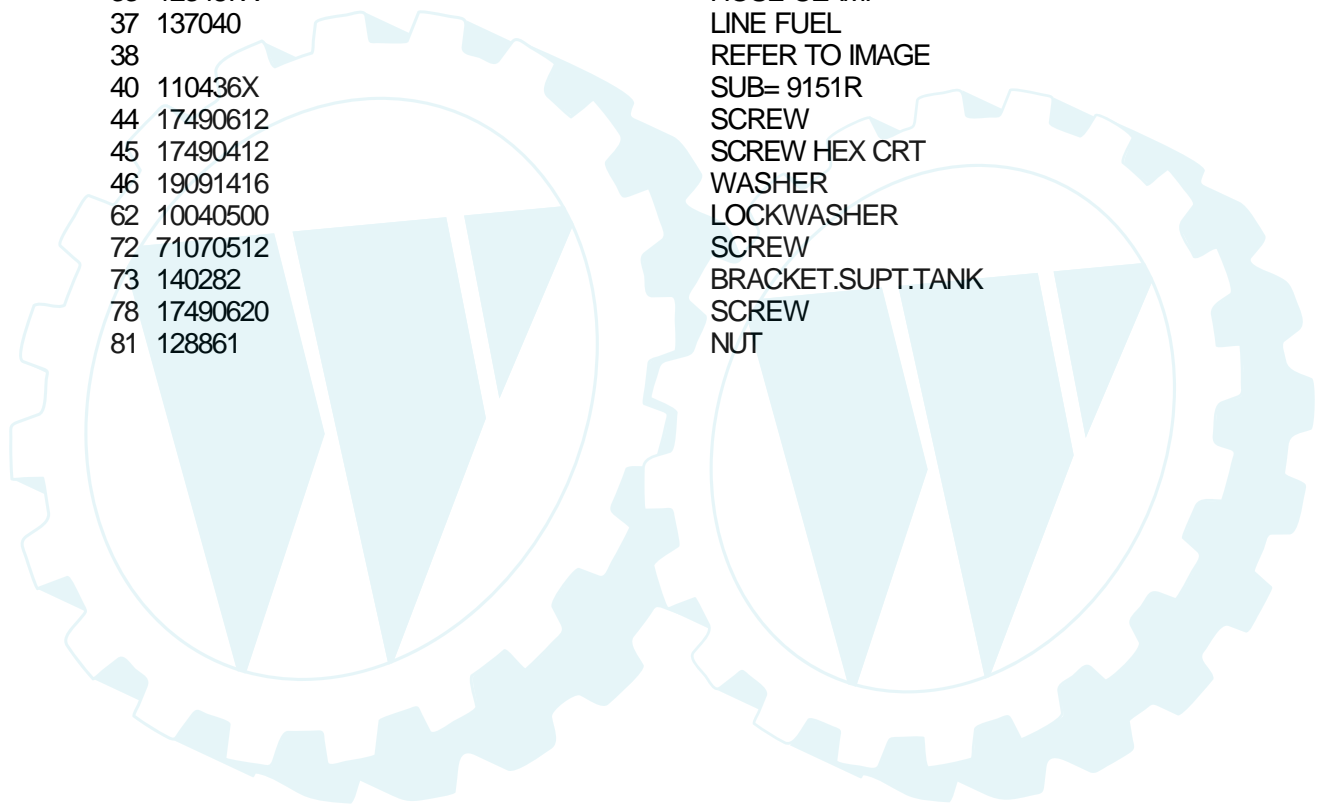 37 137040 LINE FUEL
38 REFER TO IMAGE
40 110436X SUB= 9151R
44 17490612 SCREW
45 17490412 SCREW HEX CRT
46 19091416 WASHER
62 10040500 LOCKWASHER
72 71070512 SCREW
73 140282 BRACKET.SUPT.TANK
78 17490620 SCREW
81 128861 NUT